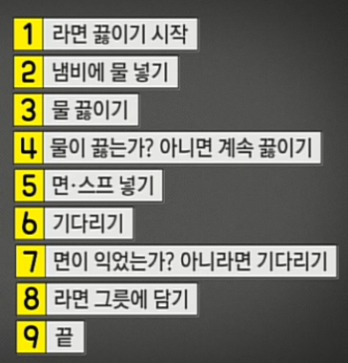 1 라면 끓이기 시작
2 냄비에 물 넣기
3 물 끓이기
4 물이 끓는가? 아니면 계속 끓이기
5 면·스프 넣기
6 기다리기
7 면이 익었는가? 아니라면 기다리기
8 라면 그릇에 담기
9 끝